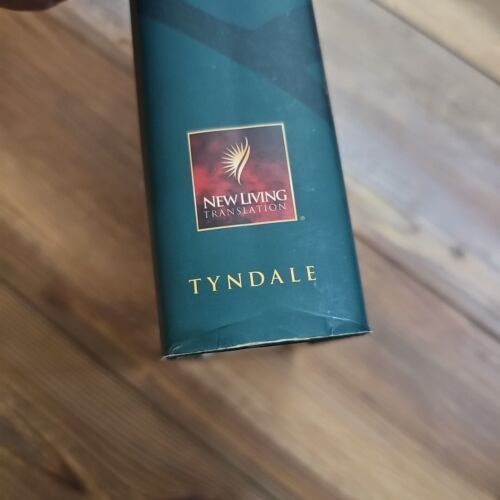 NEW LIVING
TRANSLATION
®
TYNDALE